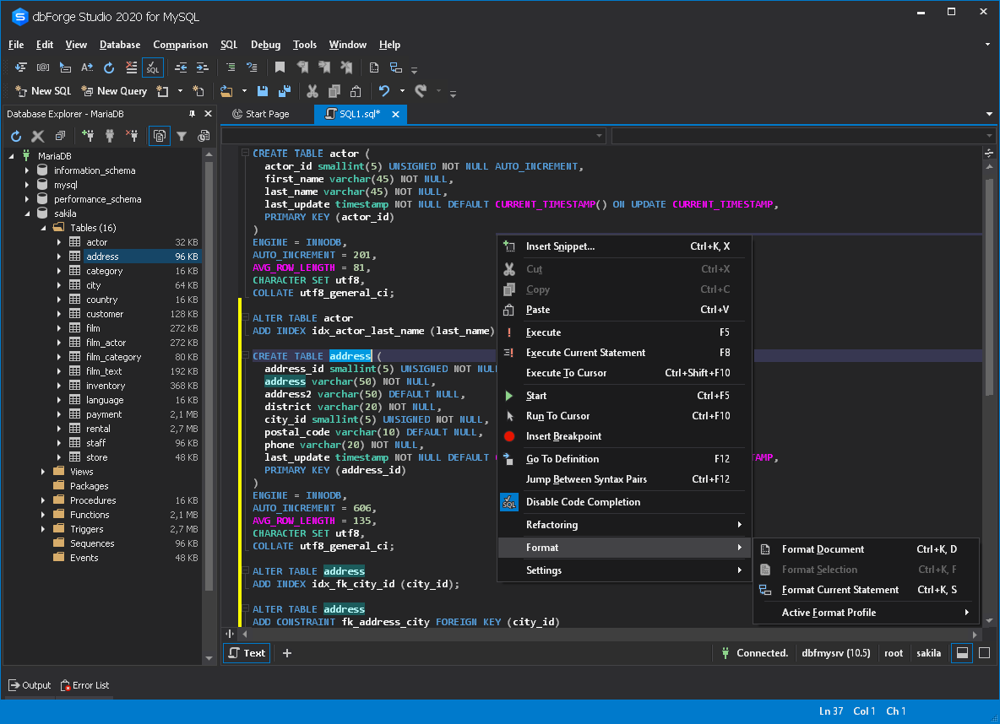 dbForge Studio 2020 for MySQL
File Edit View Database Comparison SQL Debug Tools Window Help
New SQL New Query
Database Explorer - MariaDB
Start Page SQL1.sql*
MariaDB
information_schema
mysql
performance_schema
sakila
Tables (16)
actor 32 KB
address 96 KB
category 16 KB
city 64 KB
country 16 KB
customer 128 KB
film 272 KB
film_actor 272 KB
film_category 80 KB
film_text 192 KB
inventory 368 KB
language 16 KB
payment 2,1 MB
rental 2,7 MB
staff 96 KB
store 48 KB
Views
Packages
Procedures 16 KB
Functions 2,1 MB
Triggers 2,7 MB
Sequences 96 KB
Events 48 KB
CREATE TABLE actor (
actor_id smallint(5) UNSIGNED NOT NULL AUTO_INCREMENT,
first_name varchar(45) NOT NULL,
last_name varchar(45) NOT NULL,
last_update timestamp NOT NULL DEFAULT CURRENT_TIMESTAMP() ON UPDATE CURRENT_TIMESTAMP,
PRIMARY KEY (actor_id)
)
ENGINE = INNODB,
AUTO_INCREMENT = 201,
AVG_ROW_LENGTH = 81,
CHARACTER SET utf8,
COLLATE utf8_general_ci;
ALTER TABLE actor
ADD INDEX idx_actor_last_name (last_name)
CREATE TABLE address (
address_id smallint(5) UNSIGNED NOT NULL
address varchar(50) NOT NULL,
address2 varchar(50) DEFAULT NULL,
district varchar(20) NOT NULL,
city_id smallint(5) UNSIGNED NOT NULL,
postal_code varchar(10) DEFAULT NULL,
phone varchar(20) NOT NULL,
last_update timestamp NOT NULL DEFAULT AMP,
PRIMARY KEY (address_id)
)
ENGINE = INNODB,
AUTO_INCREMENT = 606,
AVG_ROW_LENGTH = 135,
CHARACTER SET utf8,
COLLATE utf8_general_ci;
ALTER TABLE address
ADD INDEX idx_fk_city_id (city_id);
ALTER TABLE address
ADD CONSTRAINT fk_address_city FOREIGN KEY (city_id)
Insert Snippet... Ctrl+K, X
Cut Ctrl+X
Copy Ctrl+C
Paste Ctrl+V
Execute F5
Execute Current Statement F8
Execute To Cursor Ctrl+Shift+F10
Start Ctrl+F5
Run To Cursor Ctrl+F10
Insert Breakpoint
Go To Definition F12
Jump Between Syntax Pairs Ctrl+F12
SQL Disable Code Completion
Refactoring
Format
Settings
Format Document Ctrl+K, D
Format Selection Ctrl+K, F
Format Current Statement Ctrl+K, S
Active Format Profile
Text
Connected. dbfmysrv (10.5) root sakila
Output Error List
Ln 37 Col 1 Ch 1